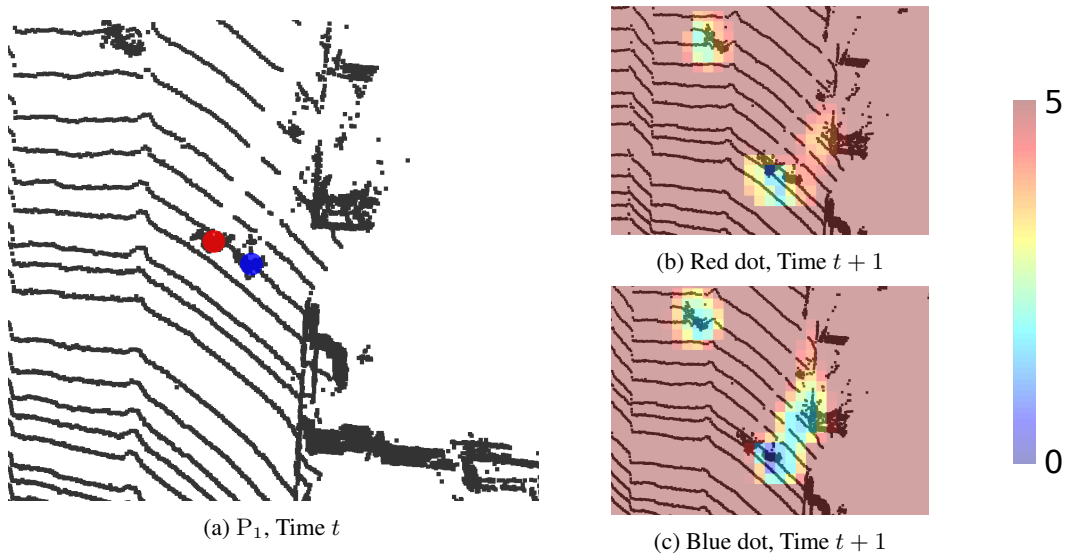 (a) P₁, Time t
(b) Red dot, Time t + 1
(c) Blue dot, Time t + 1
5
0